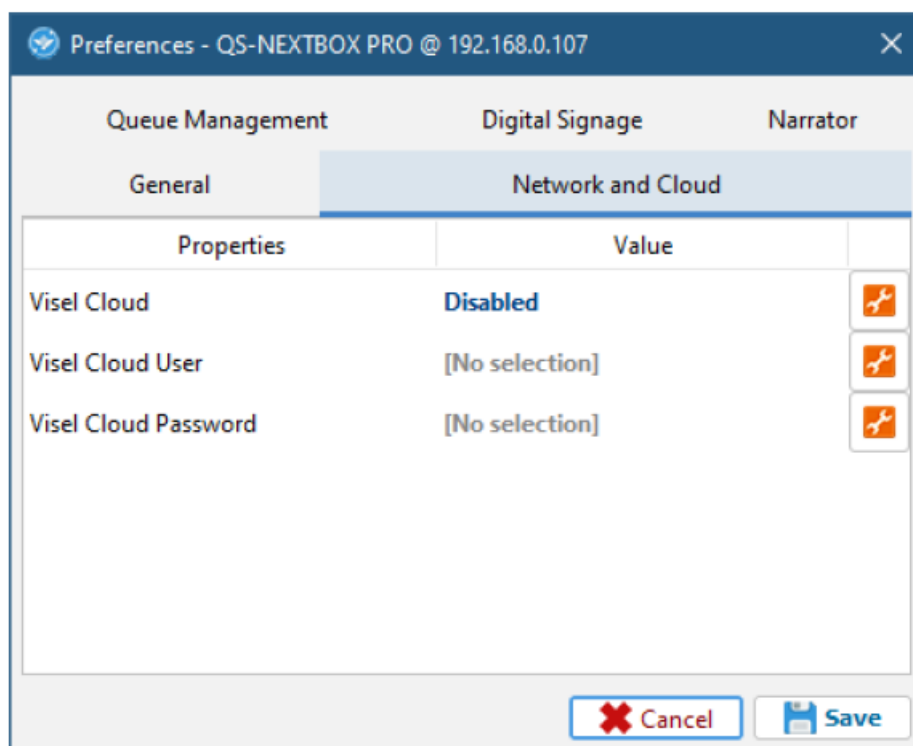 Preferences - QS-NEXTBOX PRO @ 192.168.0.107
Queue Management Digital Signage Narrator
General Network and Cloud
Properties Value
Visel Cloud Disabled
Visel Cloud User [No selection]
Visel Cloud Password [No selection]
Cancel Save